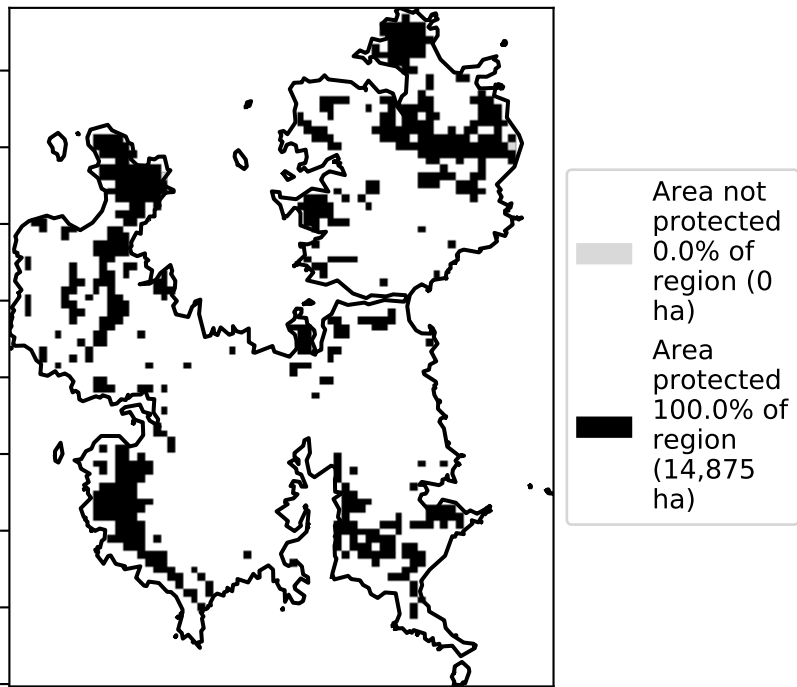 Area not
protected
0.0% of
region (0
ha)
Area
protected
100.0% of
region
(14,875
ha)